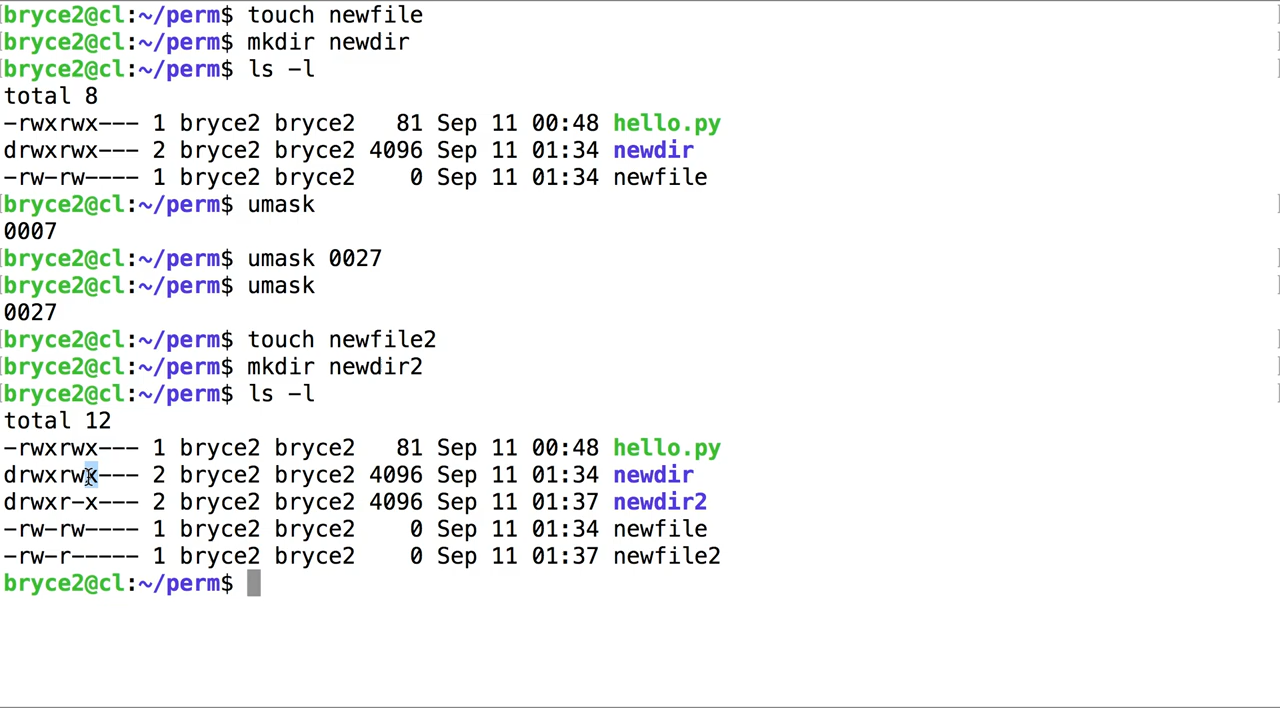 bryce2@cl:~/perm$ touch newfile
bryce2@cl:~/perm$ mkdir newdir
bryce2@cl:~/perm$ ls -l
total 8
-rwxrwx--- 1 bryce2 bryce2   81 Sep 11 00:48 hello.py
drwxrwx--- 2 bryce2 bryce2 4096 Sep 11 01:34 newdir
-rw-rw---- 1 bryce2 bryce2    0 Sep 11 01:34 newfile
bryce2@cl:~/perm$ umask
0007
bryce2@cl:~/perm$ umask 0027
bryce2@cl:~/perm$ umask
0027
bryce2@cl:~/perm$ touch newfile2
bryce2@cl:~/perm$ mkdir newdir2
bryce2@cl:~/perm$ ls -l
total 12
-rwxrwx--- 1 bryce2 bryce2   81 Sep 11 00:48 hello.py
drwxrwx--- 2 bryce2 bryce2 4096 Sep 11 01:34 newdir
drwxr-x--- 2 bryce2 bryce2 4096 Sep 11 01:37 newdir2
-rw-rw---- 1 bryce2 bryce2    0 Sep 11 01:34 newfile
-rw-r----- 1 bryce2 bryce2    0 Sep 11 01:37 newfile2
bryce2@cl:~/perm$